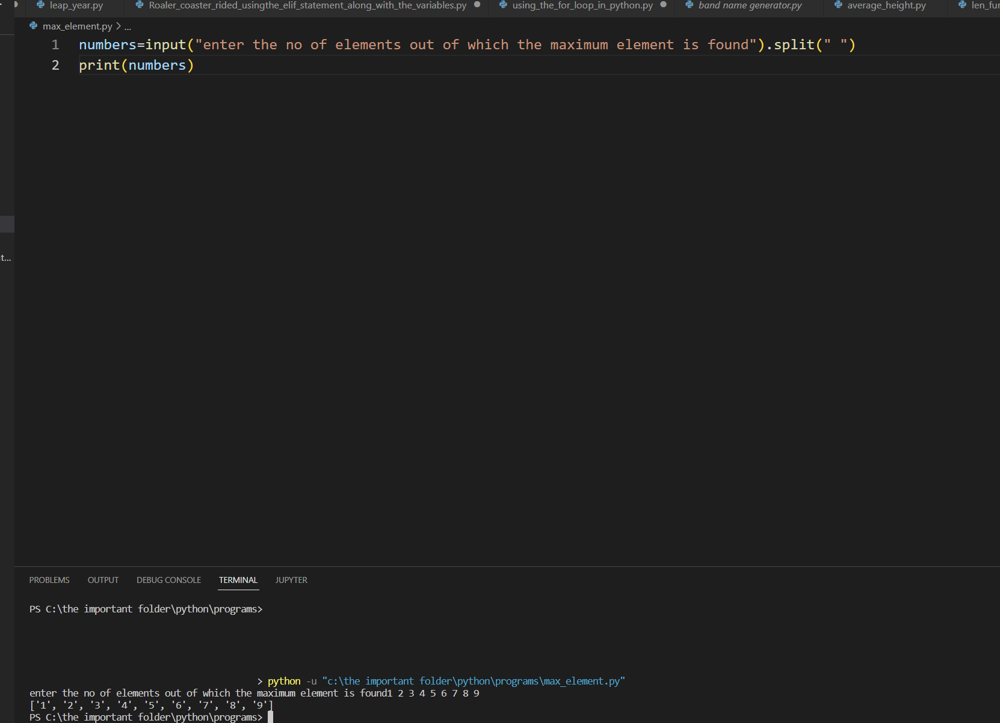 leap_year.py Roaler_coaster_rided_usingthe_elif_statement_along_with_the_variables.py using_the_for_loop_in_python.py band name generator.py average_height.py len_fur
max_element.py > ...
1 numbers=input("enter the no of elements out of which the maximum element is found").split(" ")
2 print(numbers)
t...
PROBLEMS OUTPUT DEBUG CONSOLE TERMINAL JUPYTER
PS C:\the important folder\python\programs>
> python -u "c:\the important folder\python\programs\max_element.py"
enter the no of elements out of which the maximum element is found1 2 3 4 5 6 7 8 9
['1', '2', '3', '4', '5', '6', '7', '8', '9']
PS C:\the important folder\python\programs>